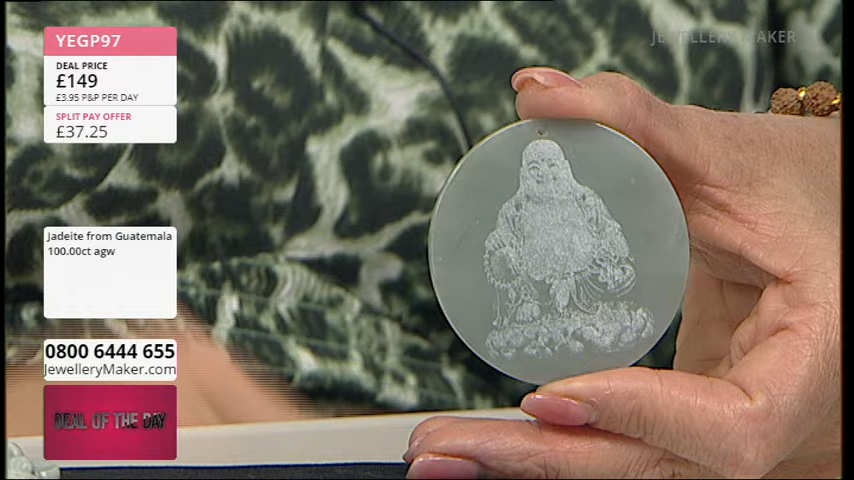 YEGP97
DEAL PRICE
£149
£3.95 P&P PER DAY
SPLIT PAY OFFER
£37.25
Jadeite from Guatemala
100.00ct agw
0800 6444 655
JewelleryMaker.com
DEAL OF THE DAY
JEWELLERY MAKER